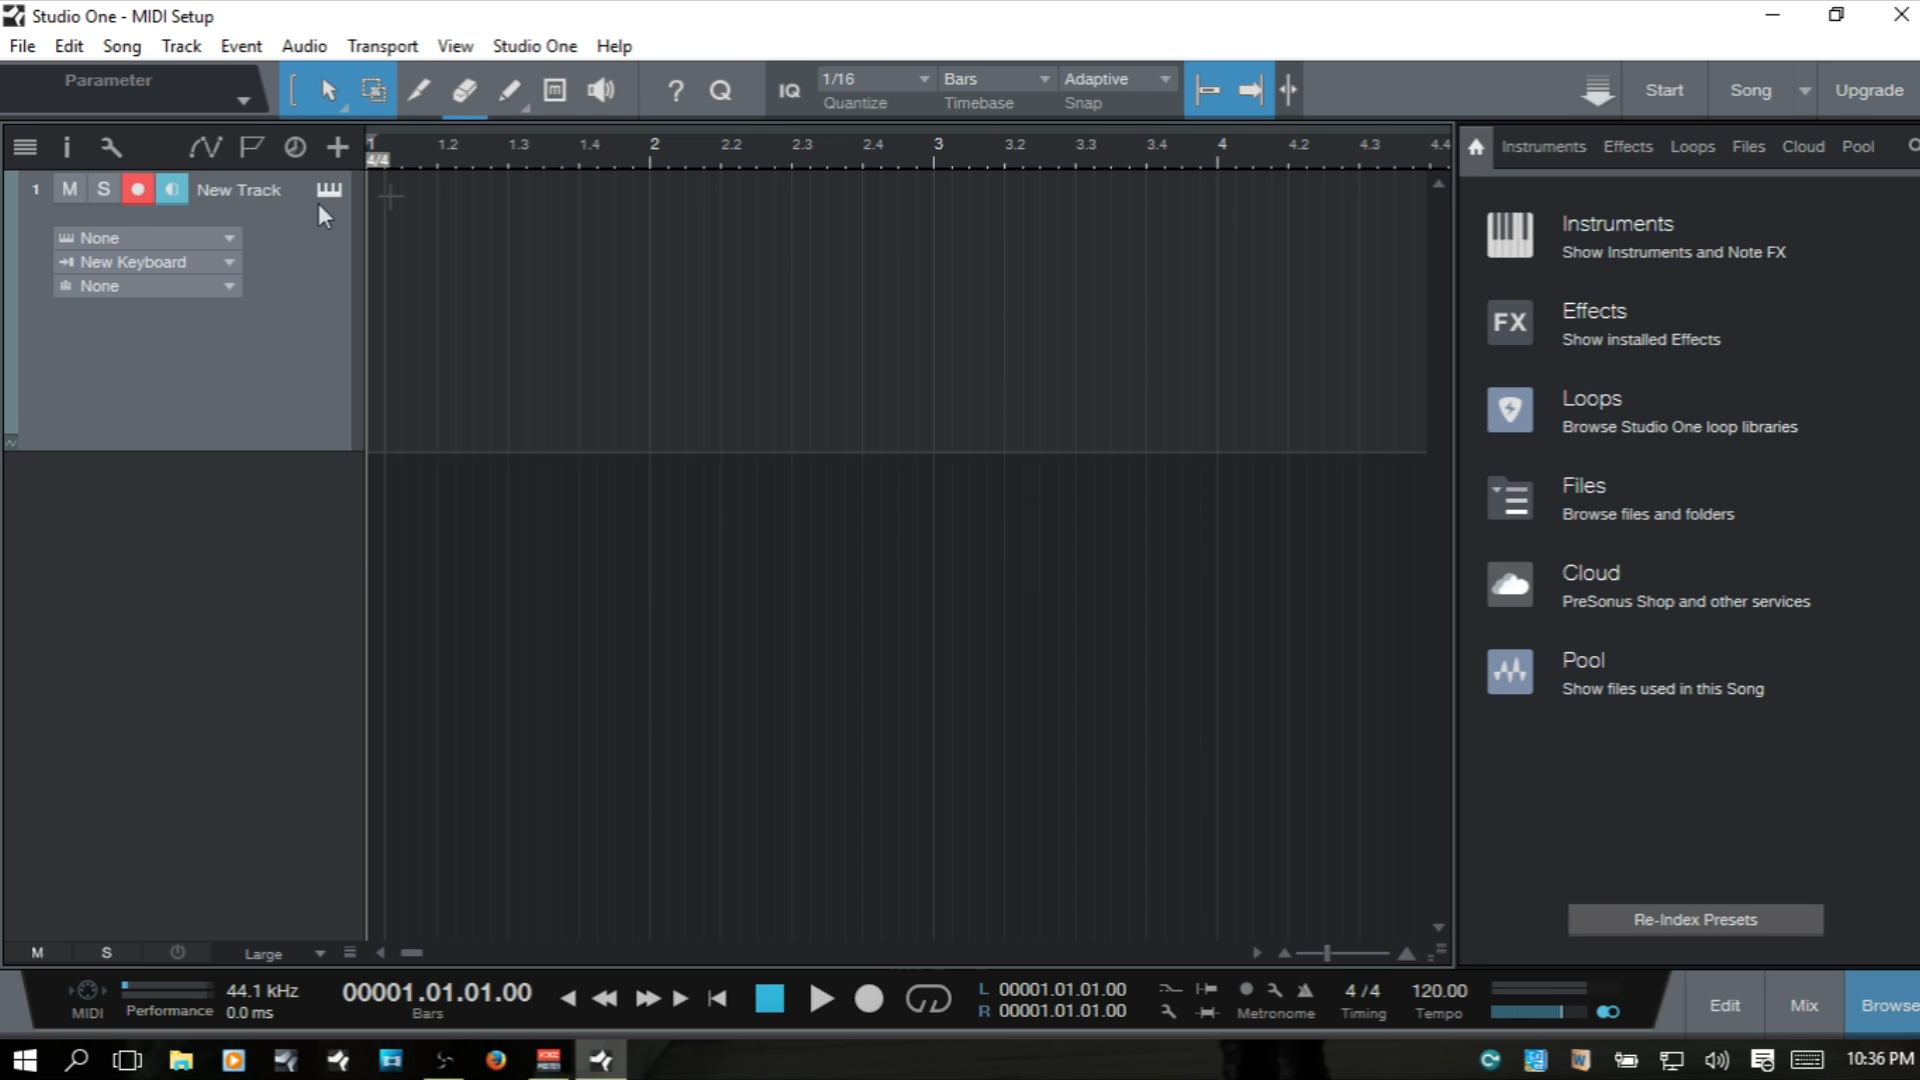 Studio One - MIDI Setup
File Edit Song Track Event Audio Transport View Studio One Help
Parameter
IQ
1/16 Bars Adaptive
Quantize Timebase Snap
Start Song Upgrade
1 1.2 1.3 1.4 2 2.2 2.3 2.4 3 3.2 3.3 3.4 4 4.2 4.3 4.4
4/4
Instruments Effects Loops Files Cloud Pool
1 M S New Track
None
New Keyboard
None
Instruments
Show Instruments and Note FX
FX
Effects
Show installed Effects
Loops
Browse Studio One loop libraries
Files
Browse files and folders
Cloud
PreSonus Shop and other services
Pool
Show files used in this Song
Re-Index Presets
M S Large
MIDI
Performance
44.1 kHz
0.0 ms
00001.01.01.00
Bars
L 00001.01.01.00
R 00001.01.01.00
Metronome
4 / 4
Timing
120.00
Tempo
Edit Mix Browse
10:36 PM